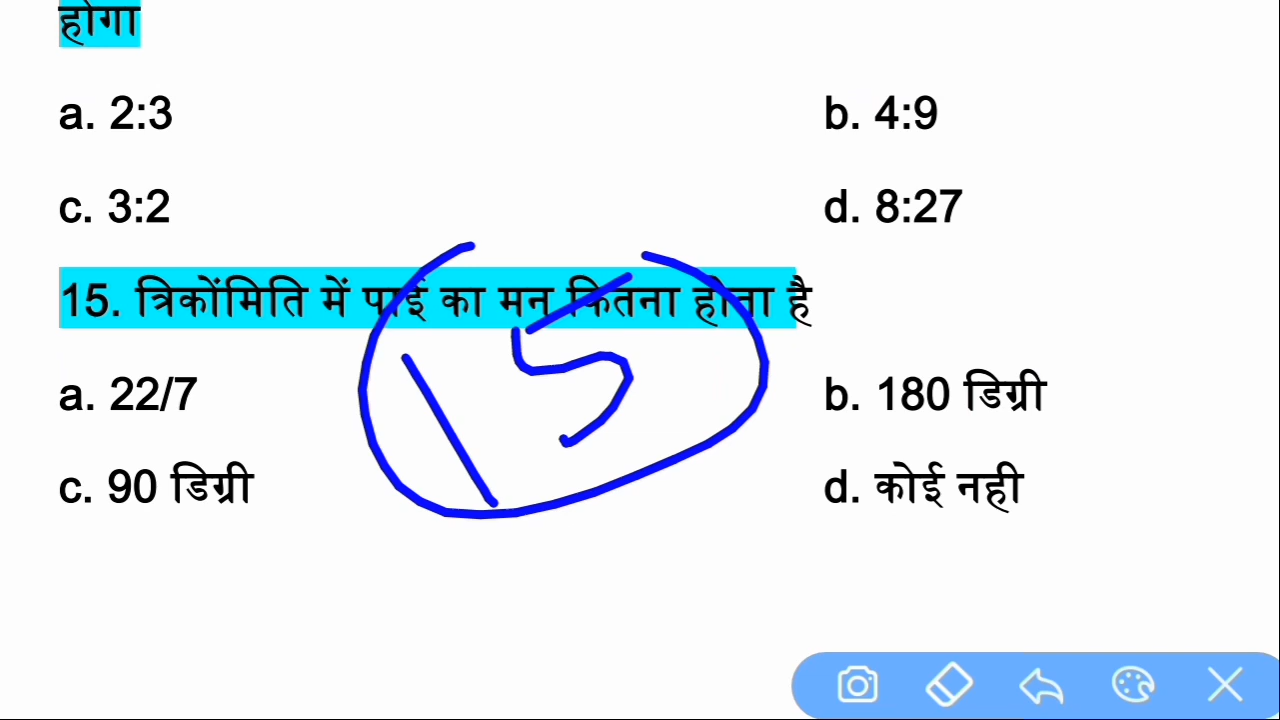 होगा
a. 2:3 b. 4:9
c. 3:2 d. 8:27
15. त्रिकोंमिति में पाई का मन कितना होता है
15
a. 22/7 b. 180 डिग्री
c. 90 डिग्री d. कोई नही